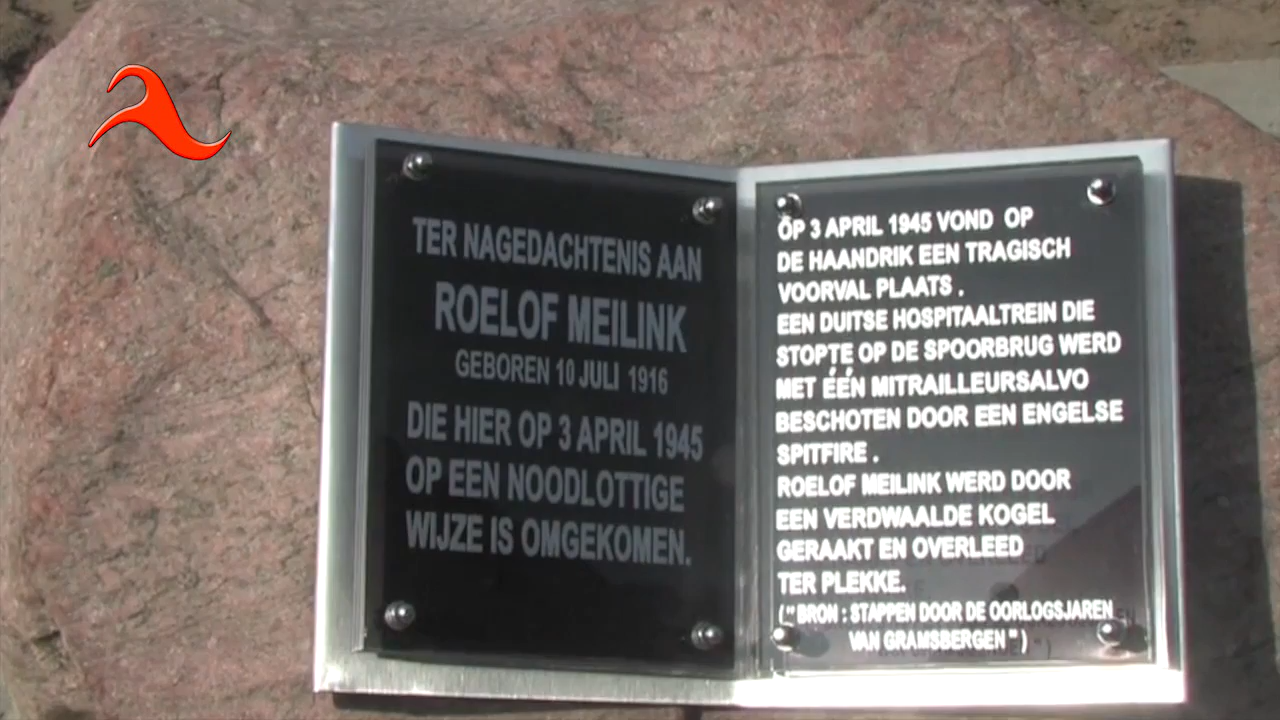 TER NAGEDACHTENIS AAN
ROELOF MEILINK
GEBOREN 10 JULI 1916
DIE HIER OP 3 APRIL 1945
OP EEN NOODLOTTIGE
WIJZE IS OMGEKOMEN.
OP 3 APRIL 1945 VOND OP
DE HAANDRIK EEN TRAGISCH
VOORVAL PLAATS .
EEN DUITSE HOSPITAALTREIN DIE
STOPTE OP DE SPOORBRUG WERD
MET ÉÉN MITRAILLEURSALVO
BESCHOTEN DOOR EEN ENGELSE
SPITFIRE .
ROELOF MEILINK WERD DOOR
EEN VERDWAALDE KOGEL
GERAAKT EN OVERLEED
TER PLEKKE.
(" BRON : STAPPEN DOOR DE OORLOGSJAREN
VAN GRAMSBERGEN " )